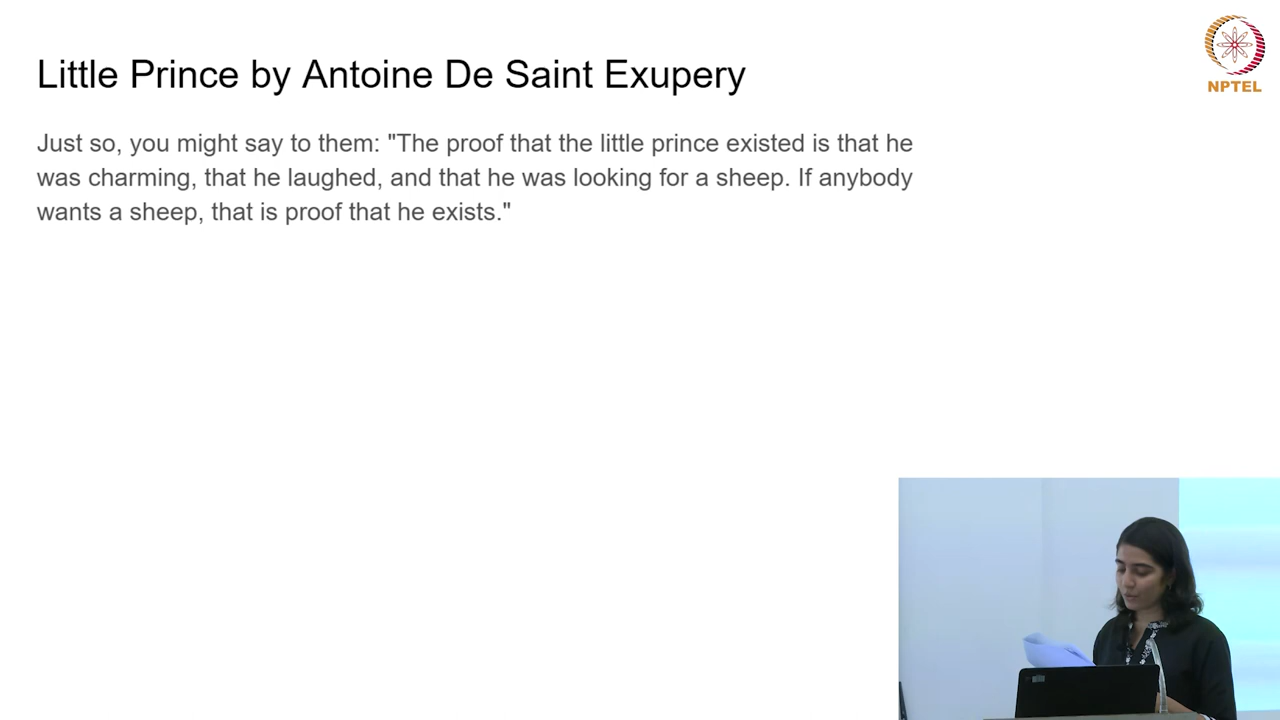 NPTEL
Little Prince by Antoine De Saint Exupery
Just so, you might say to them: "The proof that the little prince existed is that he
was charming, that he laughed, and that he was looking for a sheep. If anybody
wants a sheep, that is proof that he exists."